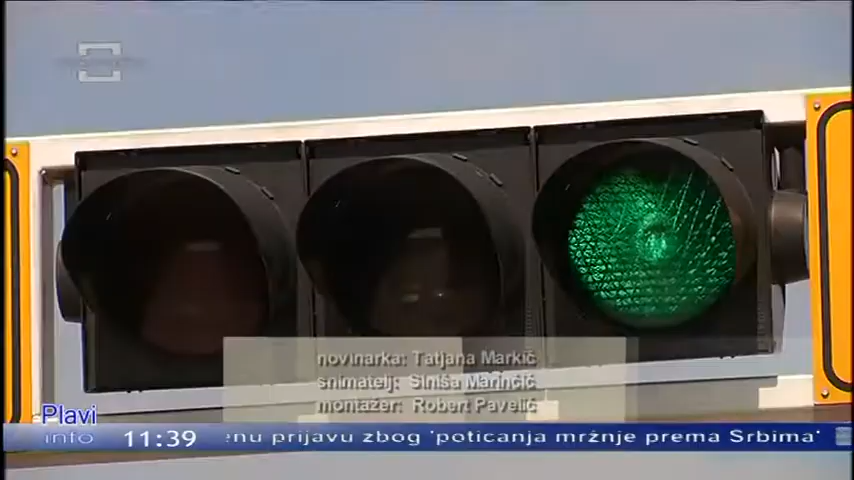 novinarka: Tatjana Markič
snimatelj: Siniša Marinčič
montažer: Robert Pavelić
Plavi
info 11:39 enu prijavu zbog 'poticanja mržnje prema Srbima'